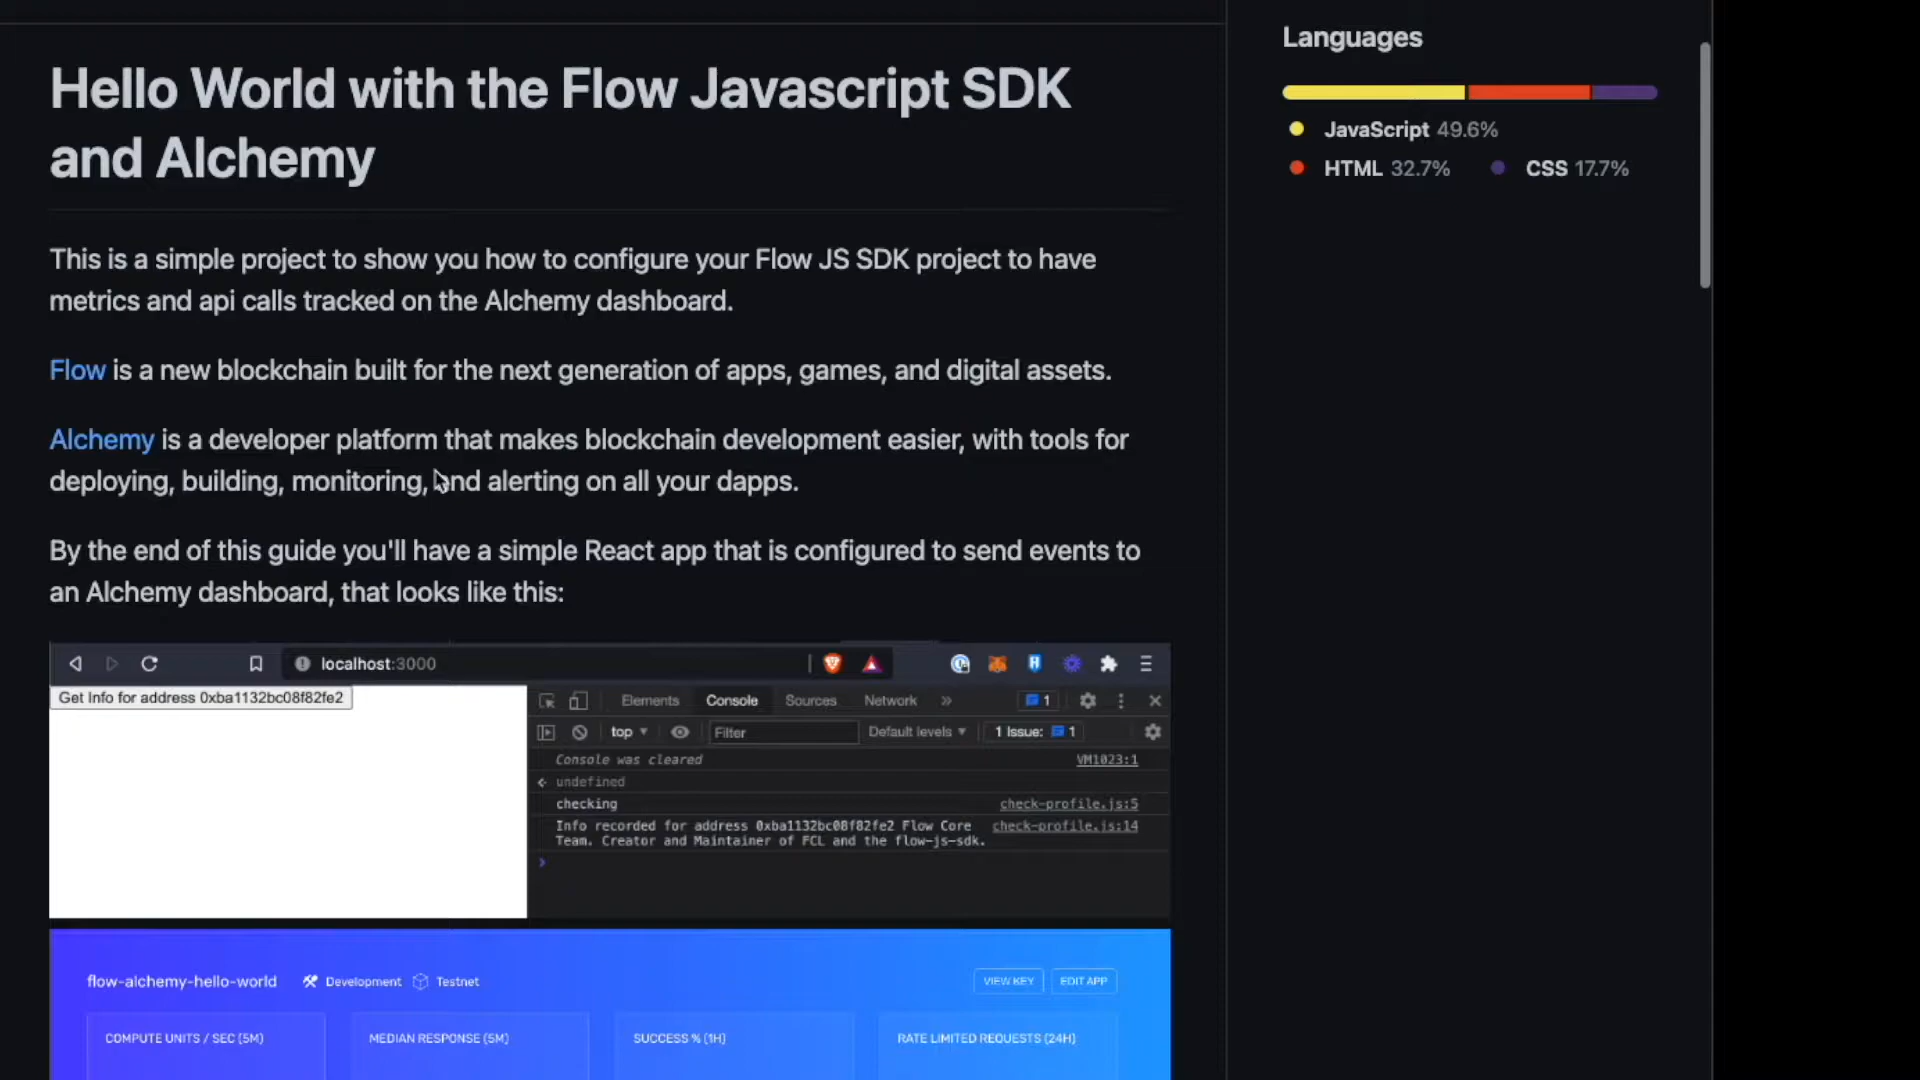 Hello World with the Flow Javascript SDK
and Alchemy
This is a simple project to show you how to configure your Flow JS SDK project to have
metrics and api calls tracked on the Alchemy dashboard.
Flow is a new blockchain built for the next generation of apps, games, and digital assets.
Alchemy is a developer platform that makes blockchain development easier, with tools for
deploying, building, monitoring, and alerting on all your dapps.
By the end of this guide you'll have a simple React app that is configured to send events to
an Alchemy dashboard, that looks like this:
localhost:3000
Get Info for address 0xba1132bc08f82fe2
Elements Console Sources Network » 1
top Filter Default levels 1 Issue: 1
Console was cleared VM1023:1
undefined
checking check-profile.js:5
Info recorded for address 0xba1132bc08f82fe2 Flow Core check-profile.js:14
Team. Creator and Maintainer of FCL and the flow-js-sdk.
flow-alchemy-hello-world Development Testnet VIEW KEY EDIT APP
COMPUTE UNITS / SEC (5M) MEDIAN RESPONSE (5M) SUCCESS % (1H) RATE LIMITED REQUESTS (24H)
Languages
JavaScript 49.6%
HTML 32.7% CSS 17.7%